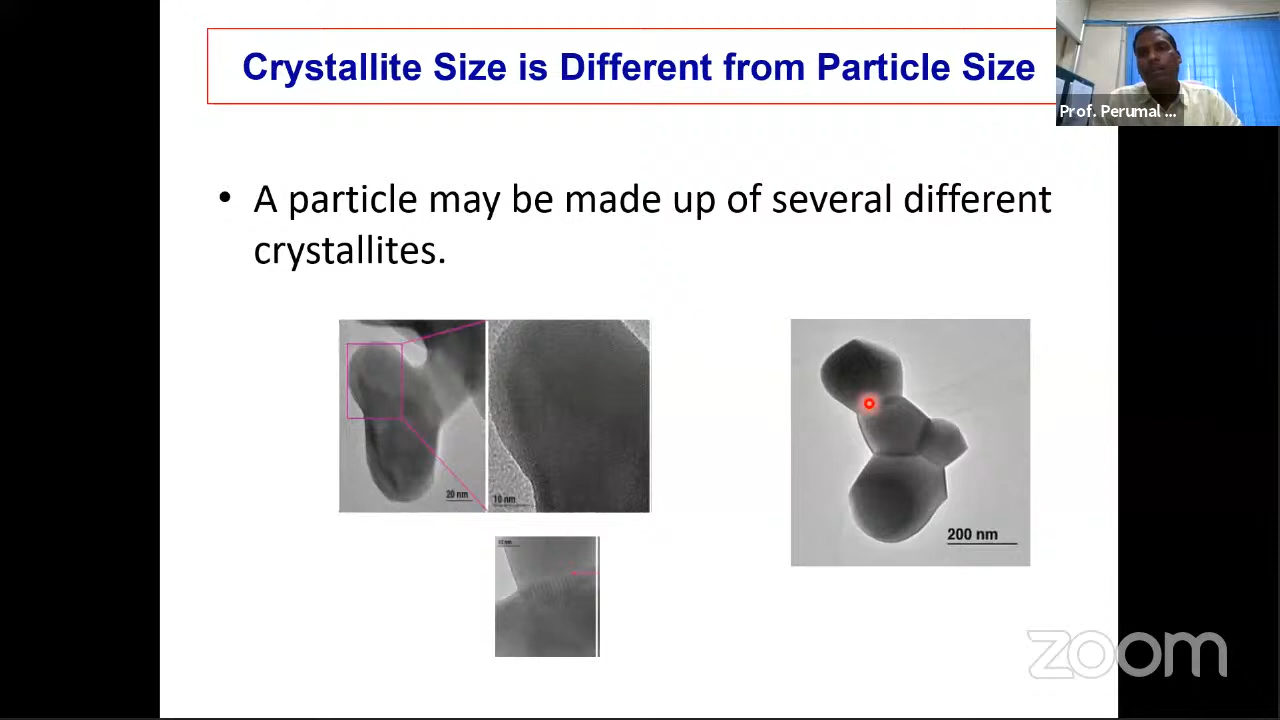 Crystallite Size is Different from Particle Size
Prof. Perumal ...
• A particle may be made up of several different
crystallites.
20 nm
10 nm
200 nm
zoom